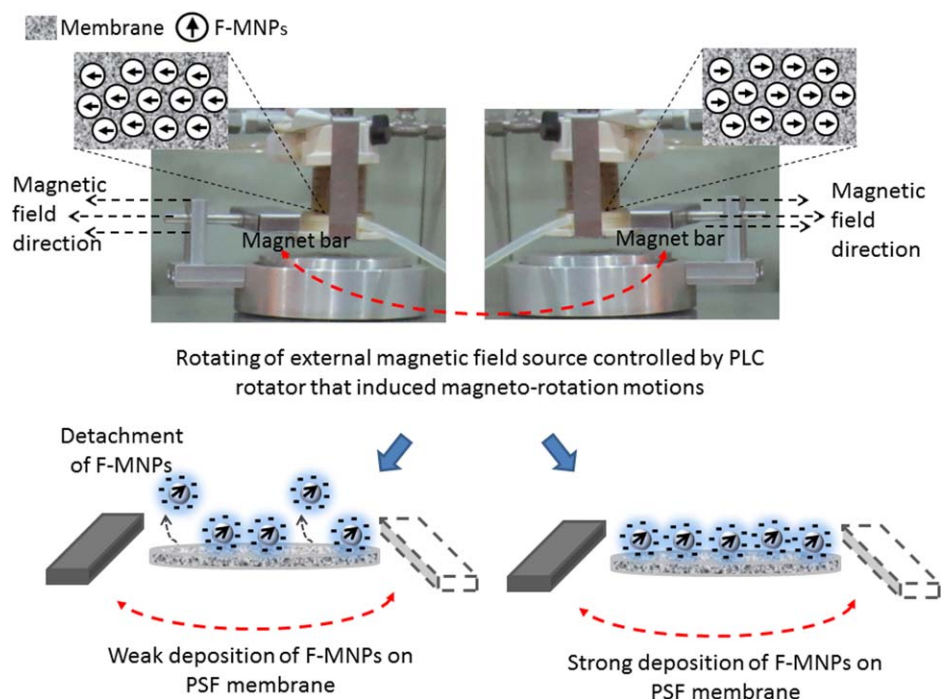 Membrane F-MNPs
Magnetic
field
direction
Magnet bar
Magnet bar
Magnetic
field
direction
Rotating of external magnetic field source controlled by PLC
rotator that induced magneto-rotation motions
Detachment
of F-MNPs
Weak deposition of F-MNPs on
PSF membrane
Strong deposition of F-MNPs on
PSF membrane